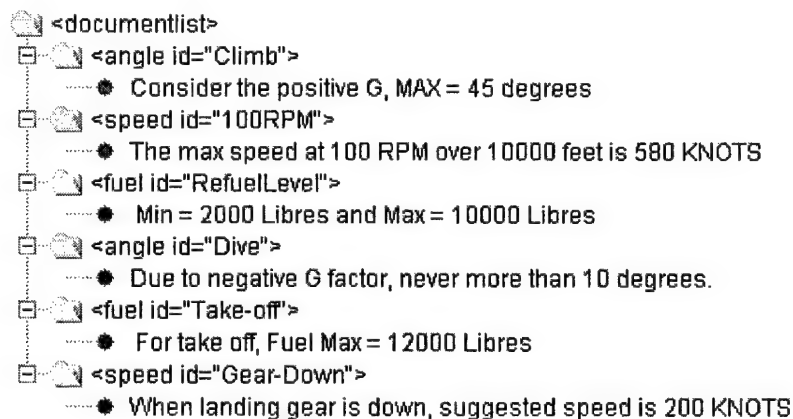 <documentlist>
<angle id="Climb">
Consider the positive G, MAX = 45 degrees
<speed id="100RPM">
The max speed at 100 RPM over 10000 feet is 580 KNOTS
<fuel id="RefuelLevel">
Min = 2000 Libres and Max = 10000 Libres
<angle id="Dive">
Due to negative G factor, never more than 10 degrees.
<fuel id="Take-off">
For take off, Fuel Max = 12000 Libres
<speed id="Gear-Down">
When landing gear is down, suggested speed is 200 KNOTS